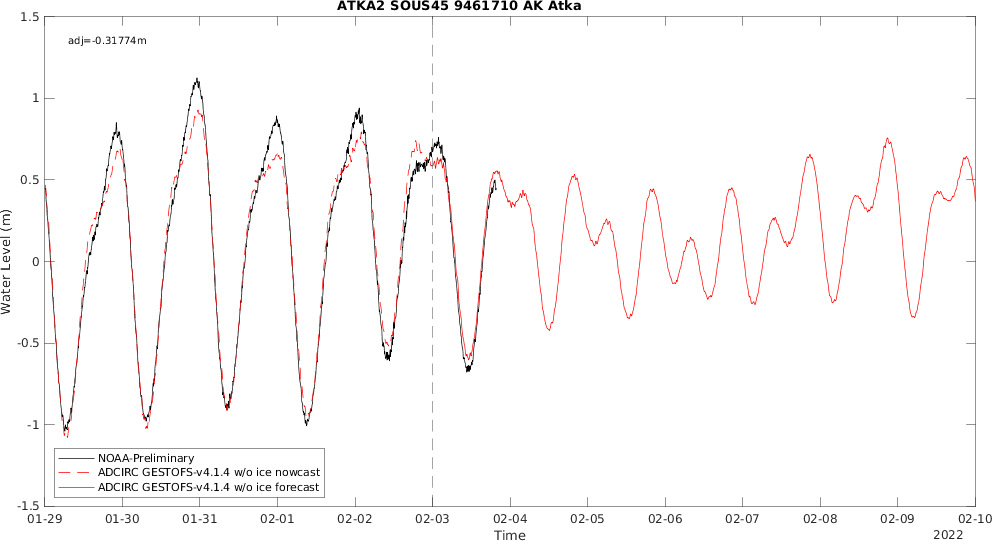 ATKA2 SOUS45 9461710 AK Atka
adj=-0.31774m
1.5
1
0.5
0
-0.5
-1
-1.5
Water Level (m)
NOAA-Preliminary
ADCIRC GESTOFS-v4.1.4 w/o ice nowcast
ADCIRC GESTOFS-v4.1.4 w/o ice forecast
01-29 01-30 01-31 02-01 02-02 02-03 02-04 02-05 02-06 02-07 02-08 02-09 02-10
Time
2022